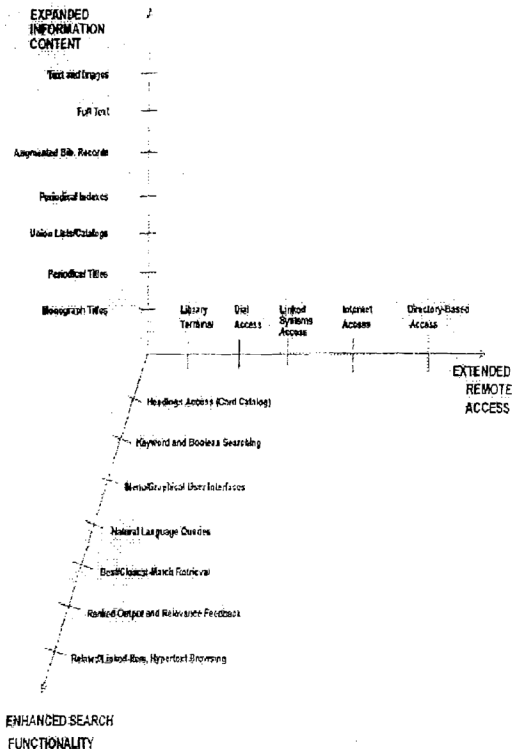 EXPANDED
INFORMATION
CONTENT
Text and Images
Full Text
Augmented Bib. Records
Periodical Indexes
Union Lists/Catalogs
Periodical Titles
Monograph Titles
Library
Terminal
Dial
Access
Linked
Systems
Access
Internet
Access
Directory-Based
Access
EXTENDED
REMOTE
ACCESS
Headings Access (Card Catalog)
Keyword and Boolean Searching
Menu/Graphical User Interfaces
Natural Language Queries
Best/Closest-Match Retrieval
Ranked Output and Relevance Feedback
Related/Linked-Item, Hypertext Browsing
ENHANCED SEARCH
FUNCTIONALITY